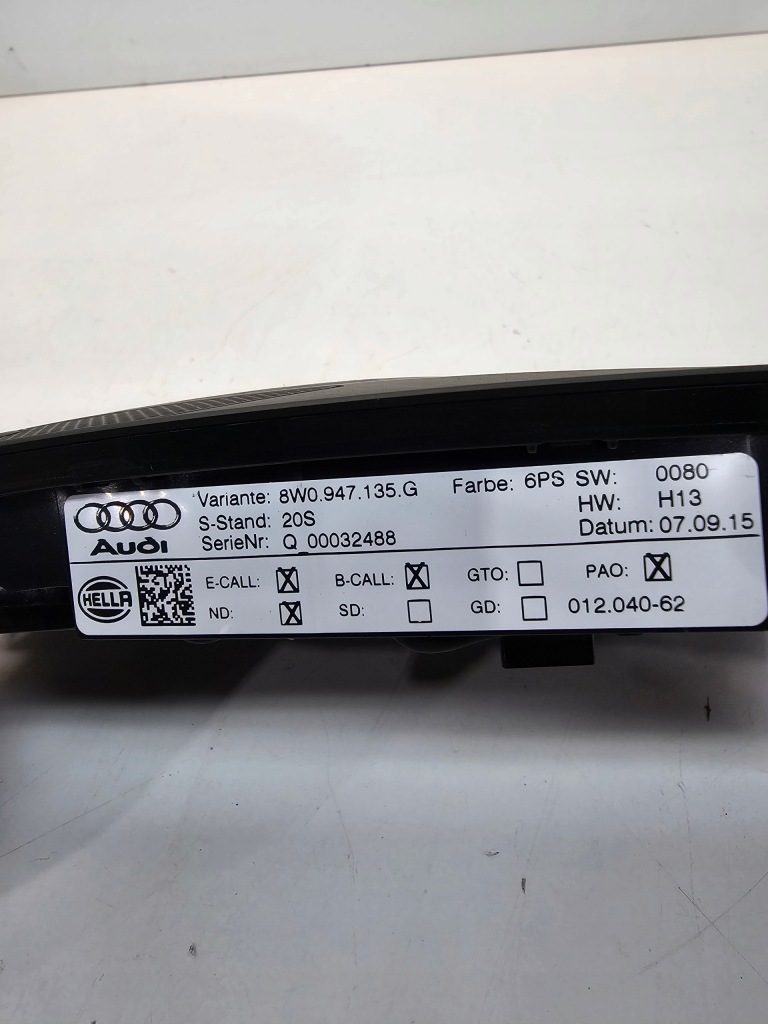 Variante: 8W0.947.135.G Farbe: 6PS SW: 0080
S-Stand: 20S HW: H13
SerieNr: Q_00032488 Datum: 07.09.15
Audi
HELLA
E-CALL: ☒ B-CALL: ☒ GTO: ☐ PAO: ☒
ND: ☒ SD: ☐ GD: ☐ 012.040-62